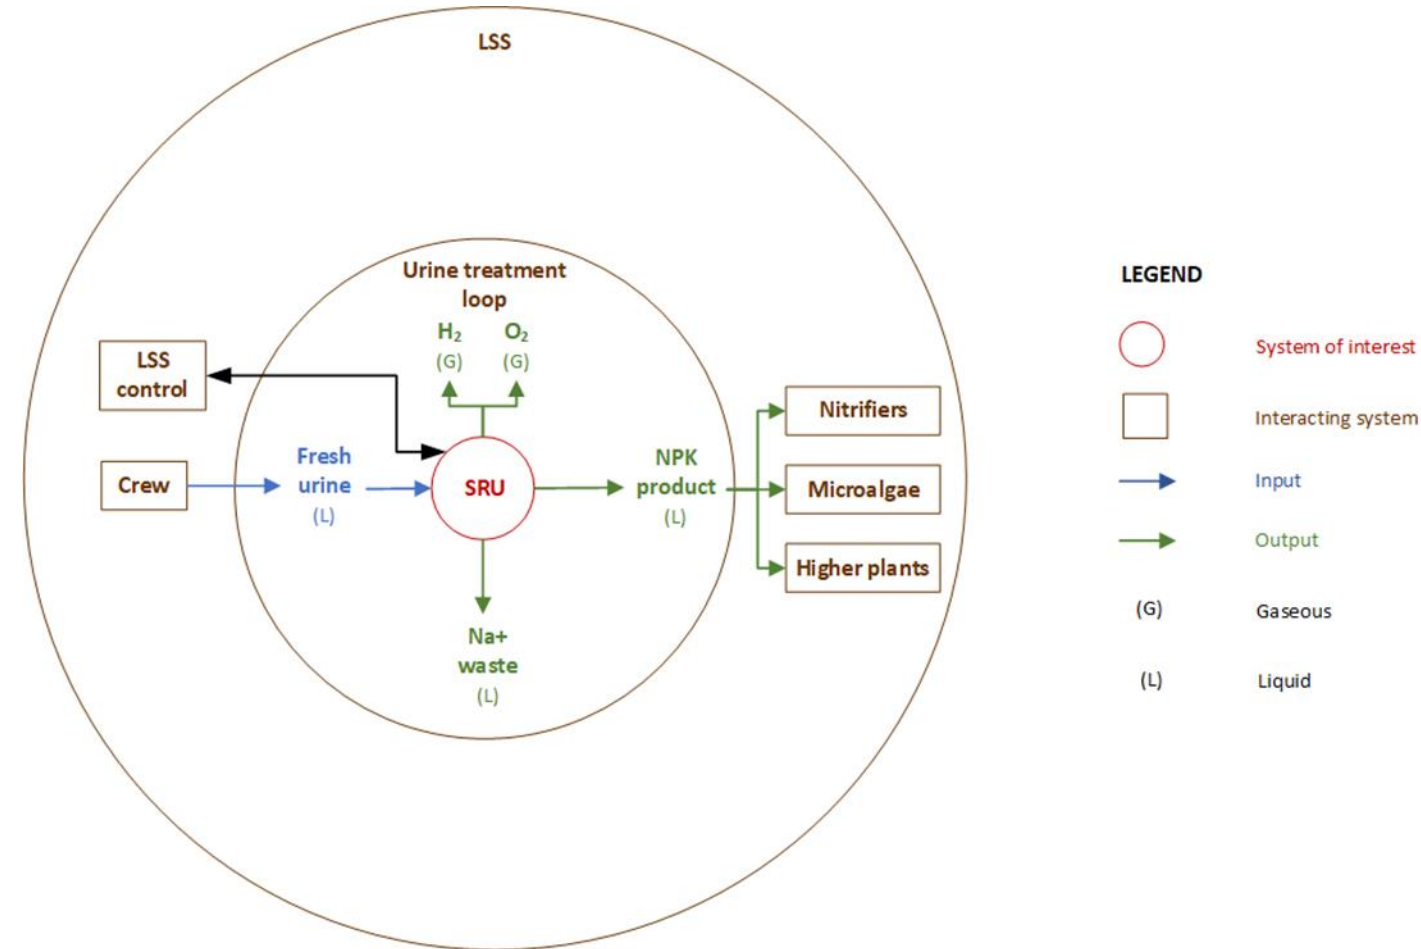 LSS
Urine treatment
loop
H₂
O₂
(G)
(G)
LSS
control
Crew
Fresh
urine
(L)
SRU
NPK
product
(L)
Nitrifiers
Microalgae
Higher plants
Na+
waste
(L)
LEGEND
System of interest
Interacting system
Input
Output
(G) Gaseous
(L) Liquid